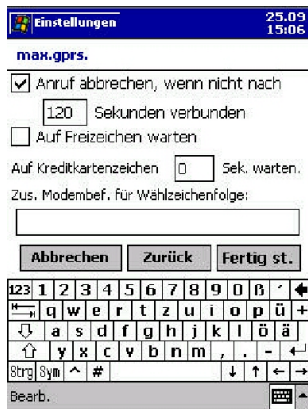 Einstellungen 25.09
15:06
max.gprs.
Anruf abbrechen, wenn nicht nach
120 Sekunden verbunden
Auf Freizeichen warten
Auf Kreditkartenzeichen 0 Sek. warten.
Zus. Modembef. für Wählzeichenfolge:
Abbrechen Zurück Fertig st.
123 1 2 3 4 5 6 7 8 9 0 ß ´
q w e r t z u i o p ü +
a s d f g h j k l ö ä
y x c v b n m , . -
Strg Sym ^ #
Bearb.